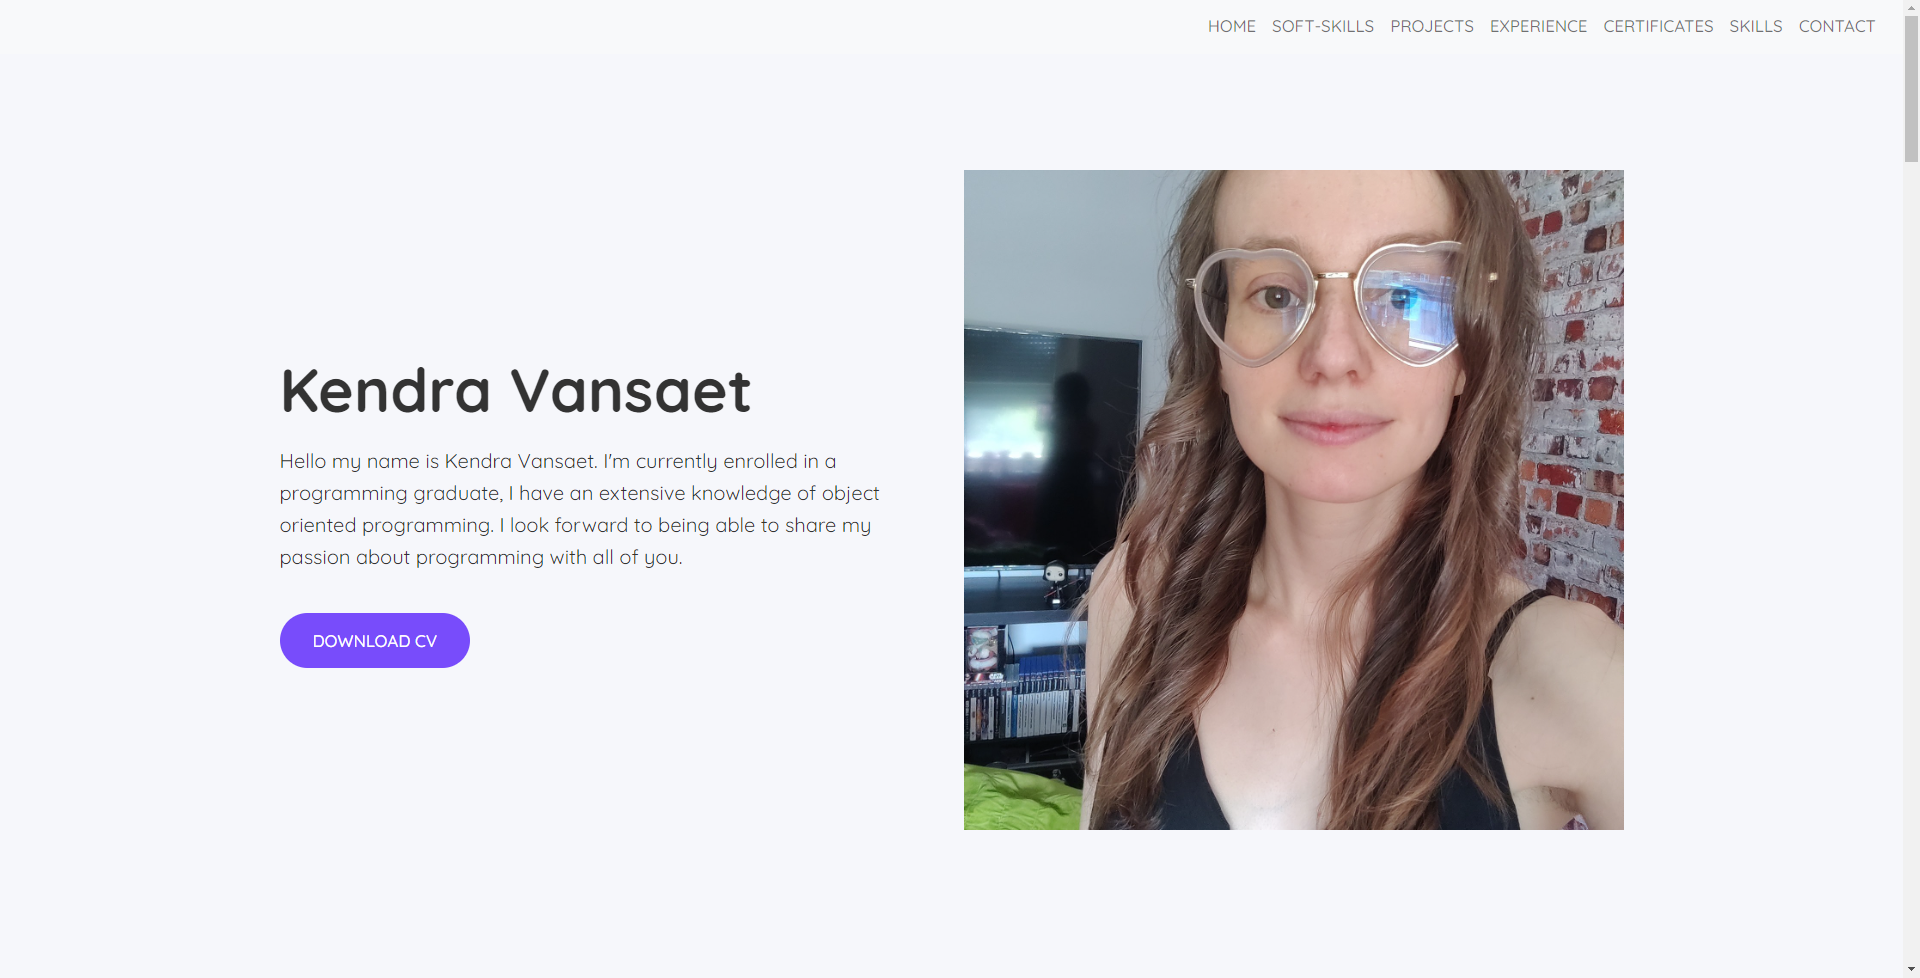 HOME SOFT-SKILLS PROJECTS EXPERIENCE CERTIFICATES SKILLS CONTACT
Kendra Vansaet
Hello my name is Kendra Vansaet. I'm currently enrolled in a
programming graduate, I have an extensive knowledge of object
oriented programming. I look forward to being able to share my
passion about programming with all of you.
DOWNLOAD CV